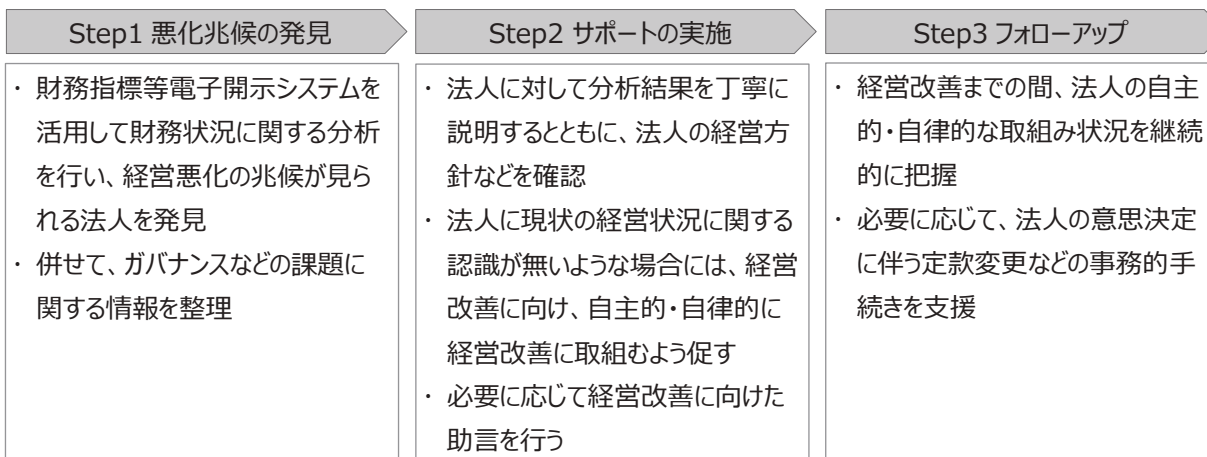 Step1 悪化兆候の発見
・ 財務指標等電子開示システムを
活用して財務状況に関する分析
を行い、経営悪化の兆候が見ら
れる法人を発見
・ 併せて、ガバナンスなどの課題に
関する情報を整理
Step2 サポートの実施
・ 法人に対して分析結果を丁寧に
説明するとともに、法人の経営方
針などを確認
・ 法人に現状の経営状況に関する
認識が無いような場合には、経営
改善に向け、自主的・自律的に
経営改善に取組むよう促す
・ 必要に応じて経営改善に向けた
助言を行う
Step3 フォローアップ
・ 経営改善までの間、法人の自主
的・自律的な取組み状況を継続
的に把握
・ 必要に応じて、法人の意思決定
に伴う定款変更などの事務的手
続きを支援